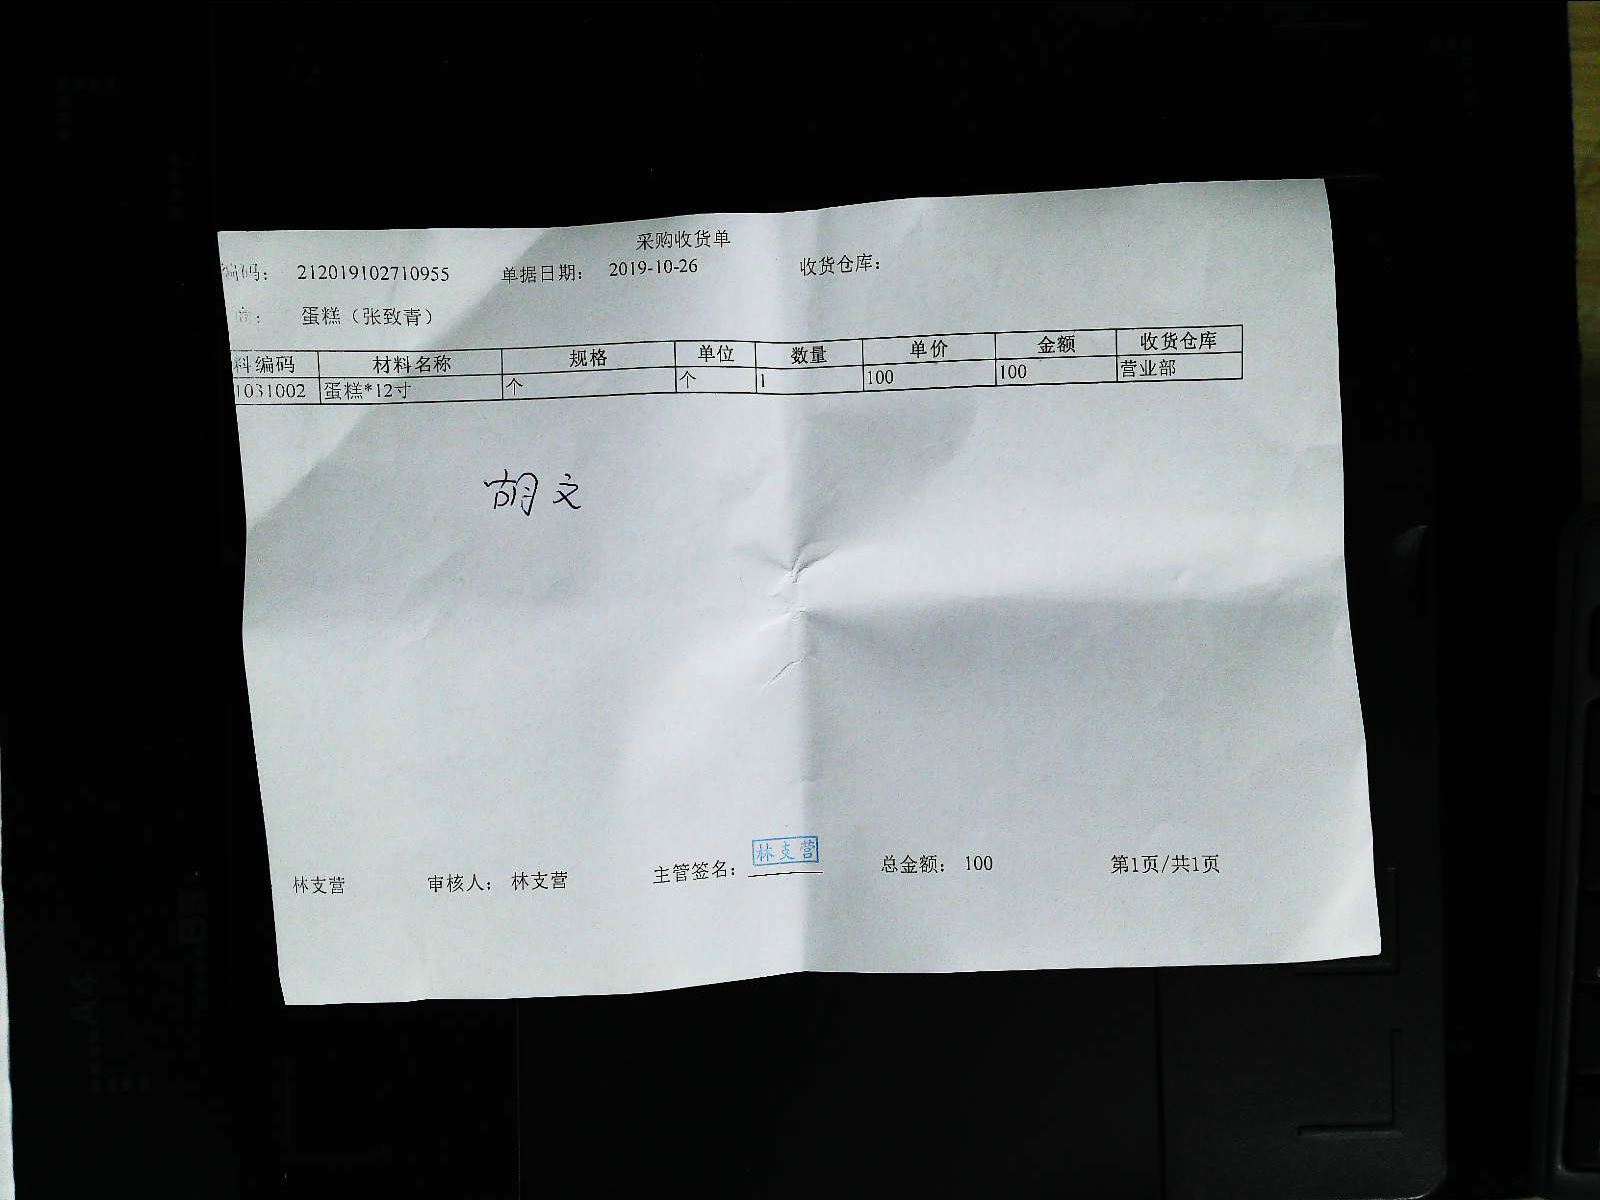 采购收货单
编码： 212019102710955 单据日期： 2019-10-26 收货仓库：
蛋糕（张致青）
料编码 材料名称 规格 单位 数量 单价 金额 收货仓库
1031002 蛋糕*12寸 个 个 1 100 100 营业部
胡文
林支营 审核人： 林支营 主管签名： 林支营 总金额： 100 第1页/共1页